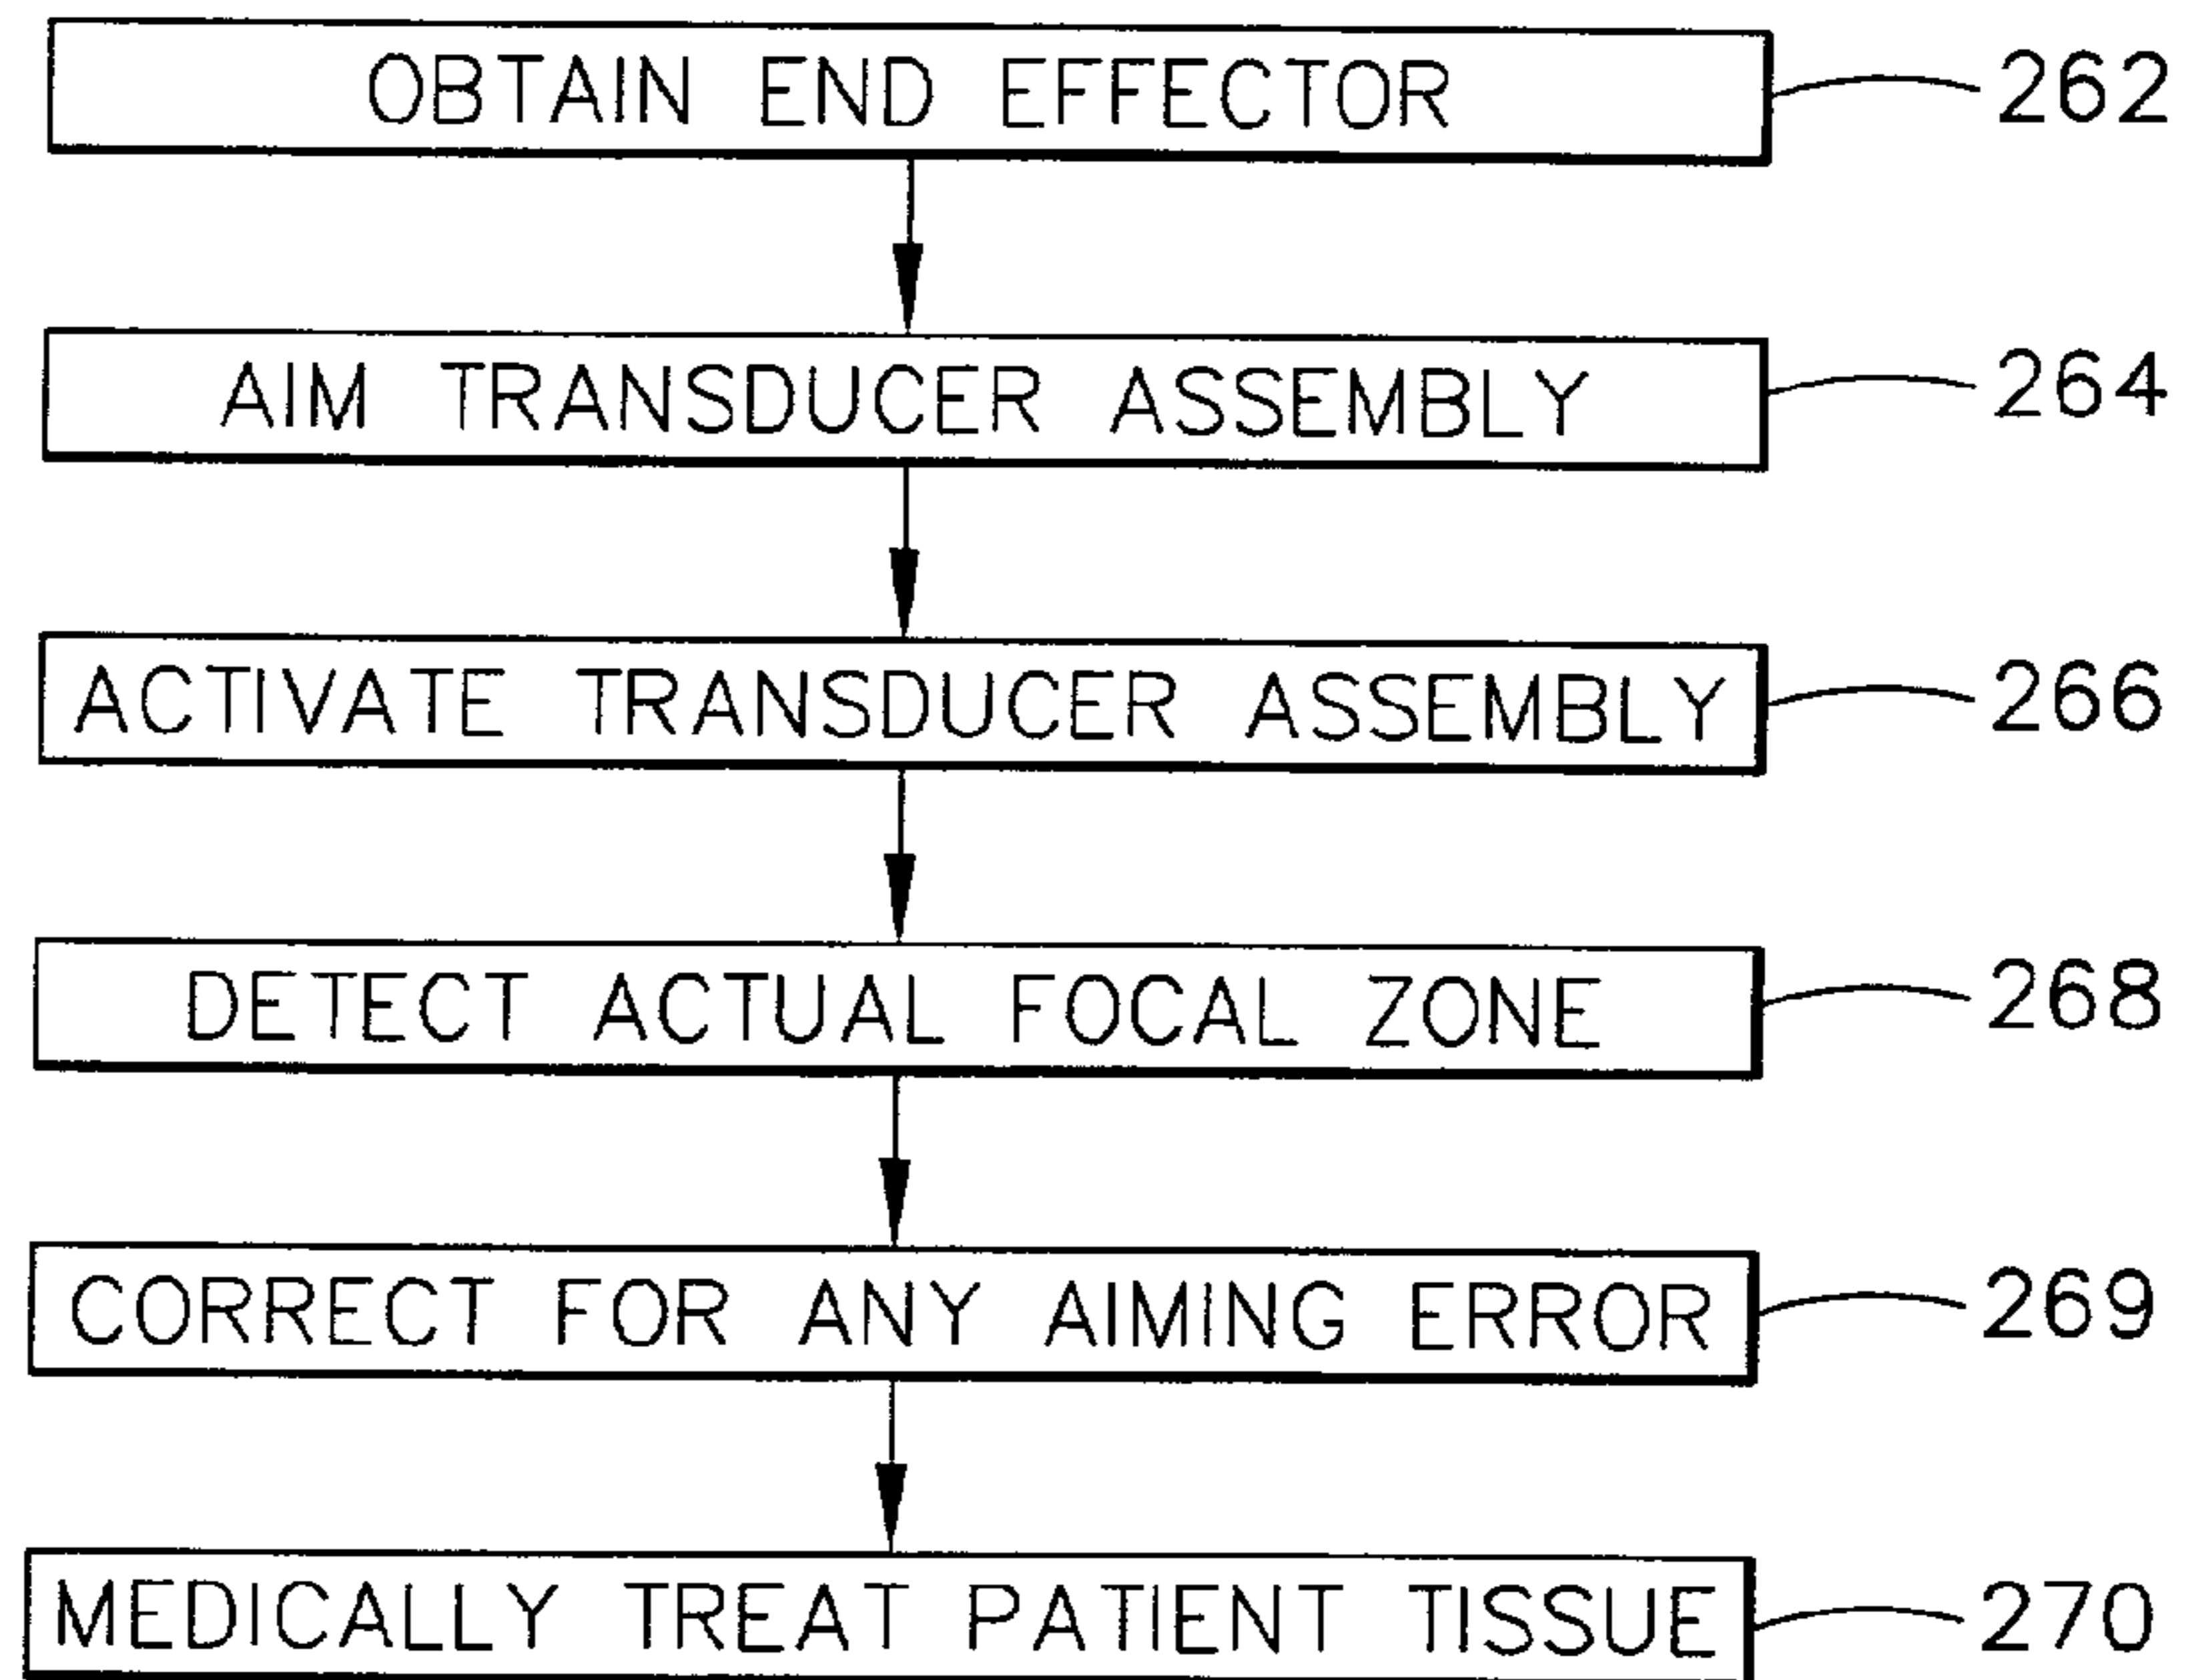 OBTAIN END EFFECTOR 262
AIM TRANSDUCER ASSEMBLY 264
ACTIVATE TRANSDUCER ASSEMBLY 266
DETECT ACTUAL FOCAL ZONE 268
CORRECT FOR ANY AIMING ERROR 269
MEDICALLY TREAT PATIENT TISSUE 270